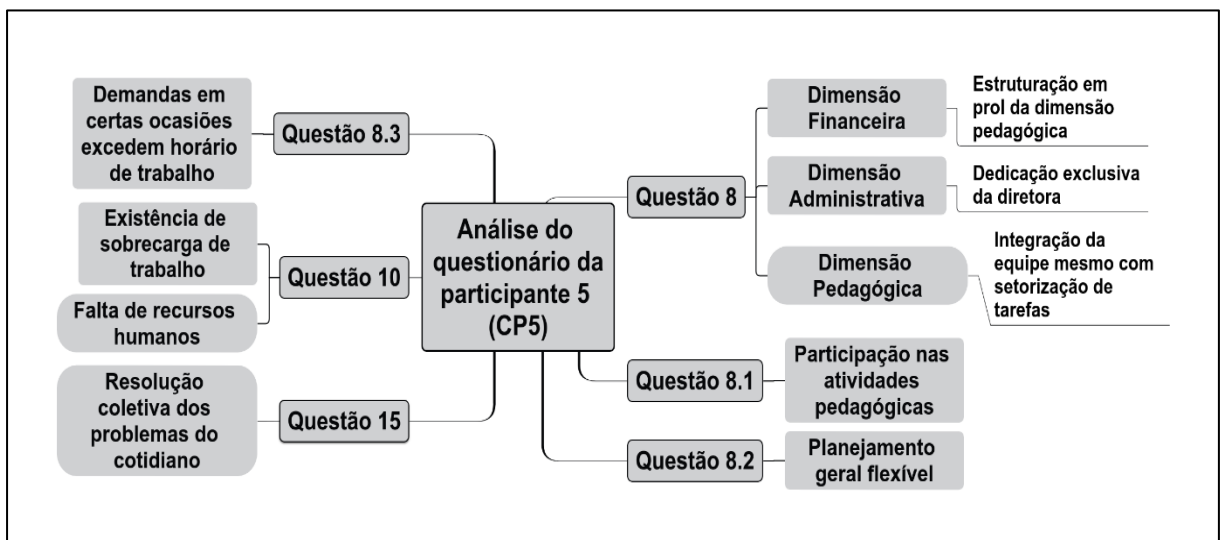 Análise do
questionário da
participante 5
(CP5)
Questão 8
Dimensão
Financeira
Estruturação em
prol da dimensão
pedagógica
Dimensão
Administrativa
Dedicação exclusiva
da diretora
Dimensão
Pedagógica
Integração da
equipe mesmo com
setorização de
tarefas
Questão 8.1
Participação nas
atividades
pedagógicas
Questão 8.2
Planejamento
geral flexível
Questão 8.3
Demandas em
certas ocasiões
excedem horário
de trabalho
Questão 10
Existência de
sobrecarga de
trabalho
Falta de recursos
humanos
Questão 15
Resolução
coletiva dos
problemas do
cotidiano